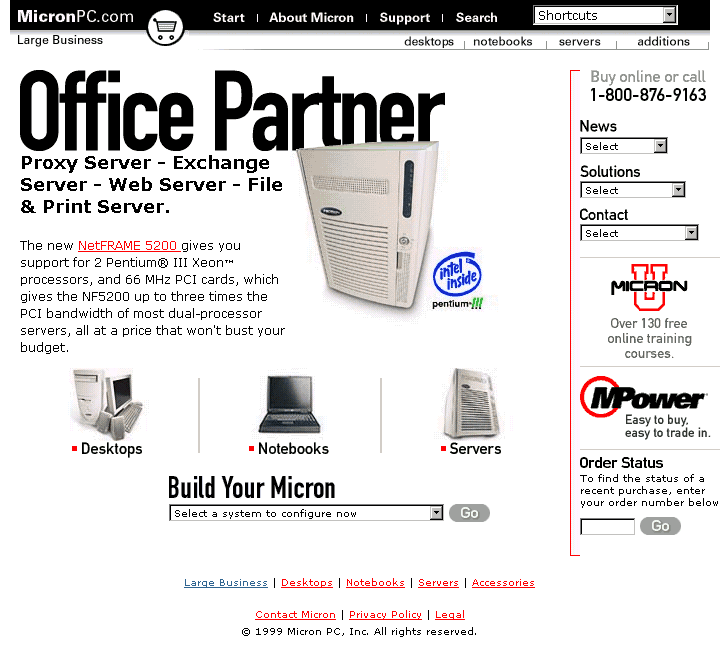 MicronPC.com
Start | About Micron | Support | Search
Shortcuts
Large Business
desktops | notebooks | servers | additions
Office Partner
Proxy Server - Exchange
Server - Web Server - File
& Print Server.
The new NetFRAME 5200 gives you
support for 2 Pentium® III Xeon™
processors, and 66 MHz PCI cards, which
gives the NF5200 up to three times the
PCI bandwidth of most dual-processor
servers, all at a price that won't bust your
budget.
intel
inside
pentium·!!!
Desktops
Notebooks
Servers
Build Your Micron
Select a system to configure now
Go
Buy online or call
1-800-876-9163
News
Select
Solutions
Select
Contact
Select
MICRON
U
Over 130 free
online training
courses.
MPower
Easy to buy,
easy to trade in.
Order Status
To find the status of a
recent purchase, enter
your order number below
Go
Large Business | Desktops | Notebooks | Servers | Accessories
Contact Micron | Privacy Policy | Legal
© 1999 Micron PC, Inc. All rights reserved.